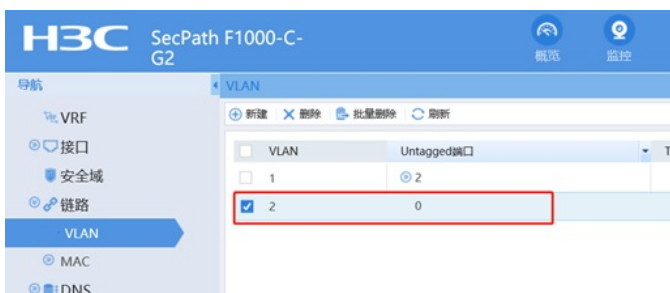 H3C SecPath F1000-C-G2
概览
监控
导航
VLAN
VRF
新建 删除 批量删除 刷新
接口
VLAN Untagged端口 T
安全域
1 2
链路
2 0
VLAN
MAC
DNS